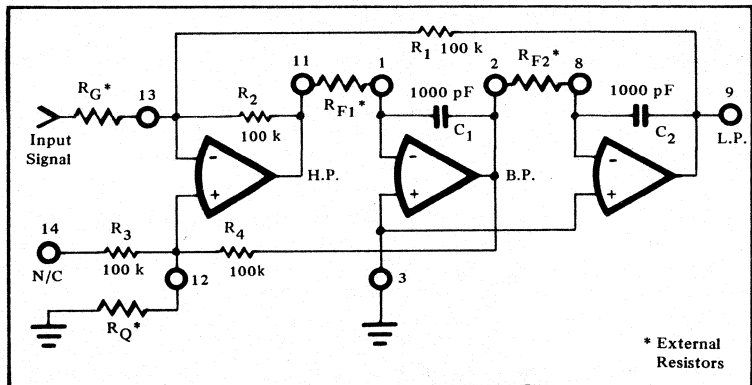 R1 100 k
RG*
13
R2
100 k
11
RF1*
1
1000 pF
C1
2
RF2*
8
1000 pF
C2
9
L.P.
Input
Signal
-
+
H.P.
-
+
B.P.
-
+
14
N/C
R3
100 k
R4
100k
12
3
RQ*
* External
Resistors